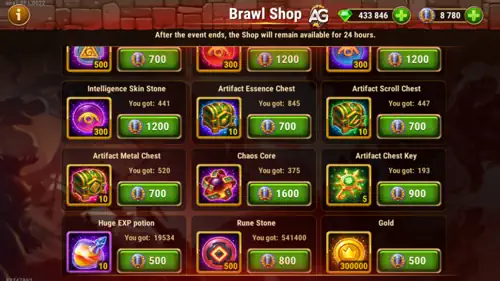 Brawl Shop
AG
433 846
8 780
After the event ends, the Shop will remain available for 24 hours.
500
700
300
1200
300
1200
Intelligence Skin Stone
Artifact Essence Chest
Artifact Scroll Chest
You got: 441
You got: 845
You got: 447
300
1200
10
700
10
700
Artifact Metal Chest
Chaos Core
Artifact Chest Key
You got: 520
You got: 375
You got: 193
10
700
1600
5
900
Huge EXP potion
Rune Stone
Gold
You got: 19534
You got: 541400
10
500
500
800
300000
500